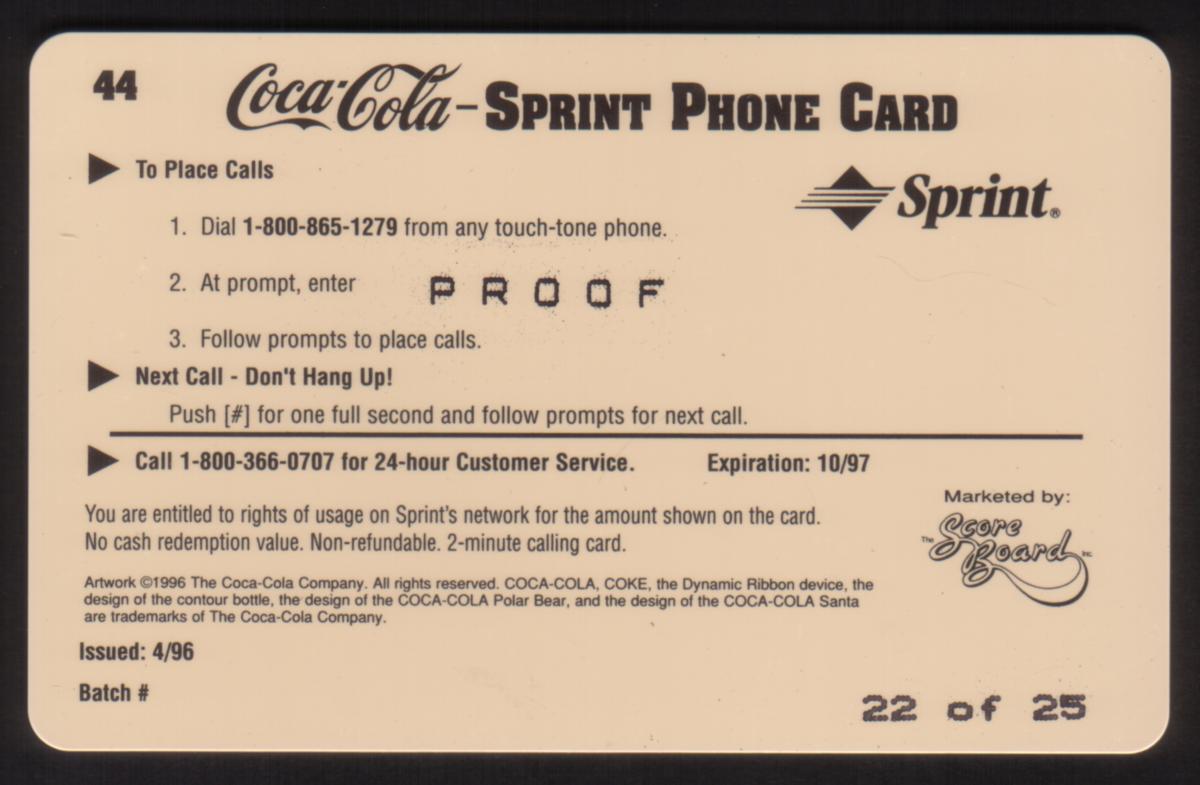 44
Coca-Cola – SPRINT PHONE CARD
To Place Calls
Sprint®
1. Dial 1-800-865-1279 from any touch-tone phone.
2. At prompt, enter PROOF
3. Follow prompts to place calls.
Next Call - Don't Hang Up!
Push [#] for one full second and follow prompts for next call.
Call 1-800-366-0707 for 24-hour Customer Service. Expiration: 10/97
Marketed by:
The Score Board Inc
You are entitled to rights of usage on Sprint's network for the amount shown on the card.
No cash redemption value. Non-refundable. 2-minute calling card.
Artwork ©1996 The Coca-Cola Company. All rights reserved. COCA-COLA, COKE, the Dynamic Ribbon device, the
design of the contour bottle, the design of the COCA-COLA Polar Bear, and the design of the COCA-COLA Santa
are trademarks of The Coca-Cola Company.
Issued: 4/96
Batch #
22 of 25